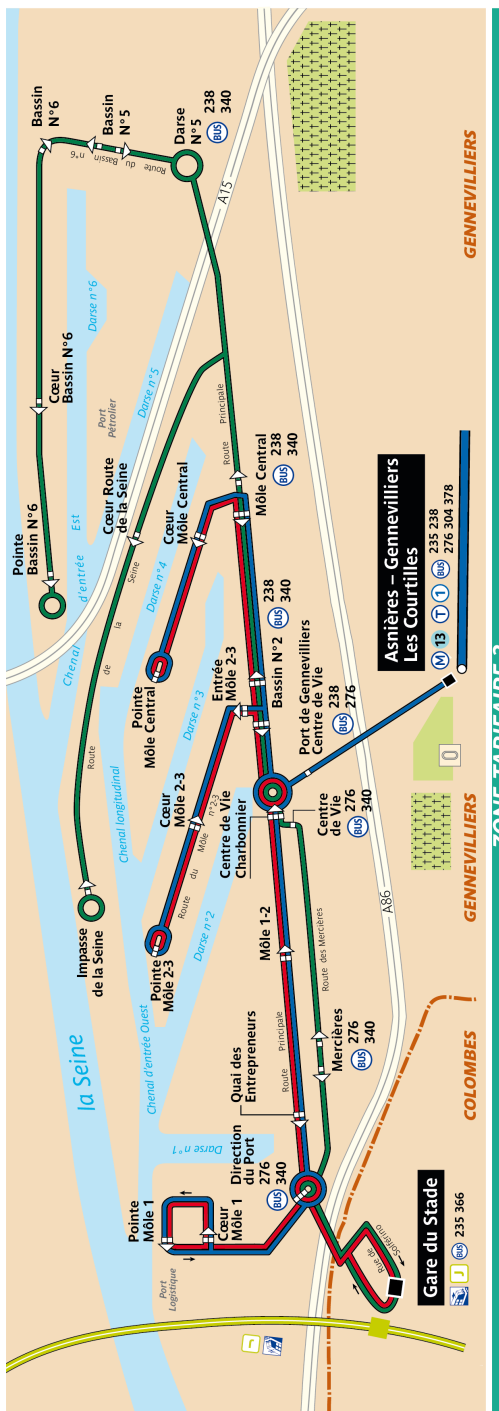 la Seine
Pointe
Bassin N°6
Cœur
Bassin N°6
Bassin
N°6
Bassin
N°5
Route du Bassin n°6
Darse
N°5
238
BUS 340
Darse n°6
Port
Pétrolier
Darse n°5
Chenal d'entrée Est
A15
Impasse
de la Seine
Route de la Seine
Cœur Route
de la Seine
Chenal longitudinal
Darse n°4
Cœur
Môle Central
Pointe
Môle Central
Route Principale
Môle Central
238
BUS 340
Entrée
Môle 2-3
Bassin N°2
238
BUS 340
Darse n°3
Cœur
Môle 2-3
Route du Môle n°2-3
Pointe
Môle 2-3
Darse n°2
Chenal d'entrée Ouest
Port de Gennevilliers
Centre de Vie
238
BUS 276
Centre de Vie
Charbonnier
Centre
de Vie
276
BUS 340
Môle 1-2
Route des Mercières
Mercières
276
BUS 340
Quai des
Entrepreneurs
Route Principale
Darse n°1
Direction
du Port
276
BUS 340
Pointe
Môle 1
Cœur
Môle 1
Port
Logistique
Rue de Solférino
Gare du Stade
J BUS 235 366
J
Asnières – Gennevilliers
Les Courtilles
M 13 T 1 BUS 235 238
276 304 378
A86
COLOMBES
GENNEVILLIERS
GENNEVILLIERS